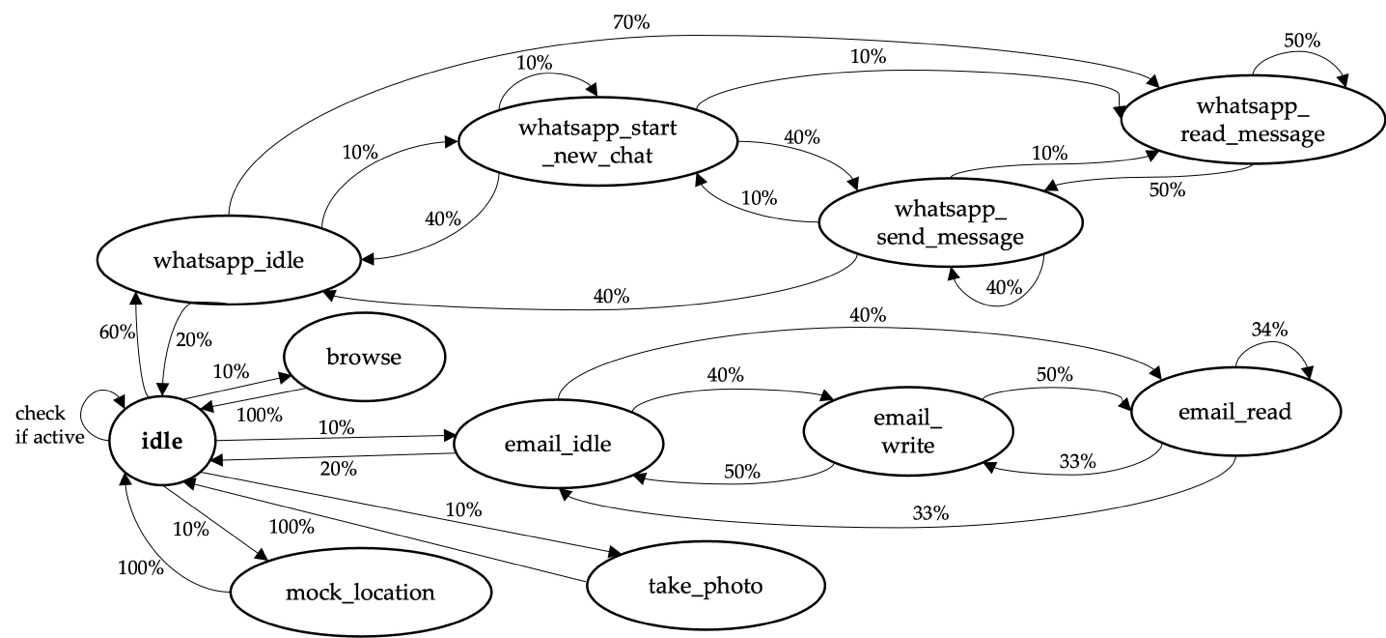 70%
50%
10%
10%
whatsapp_
read_message
whatsapp_start
_new_chat
40%
10%
10%
50%
10%
whatsapp_
send_message
40%
whatsapp_idle
40%
40%
60%
20%
40%
34%
browse
10%
40%
50%
100%
check
if active
idle
10%
email_idle
email_
write
email_read
20%
50%
33%
10%
33%
10%
100%
100%
mock_location
take_photo